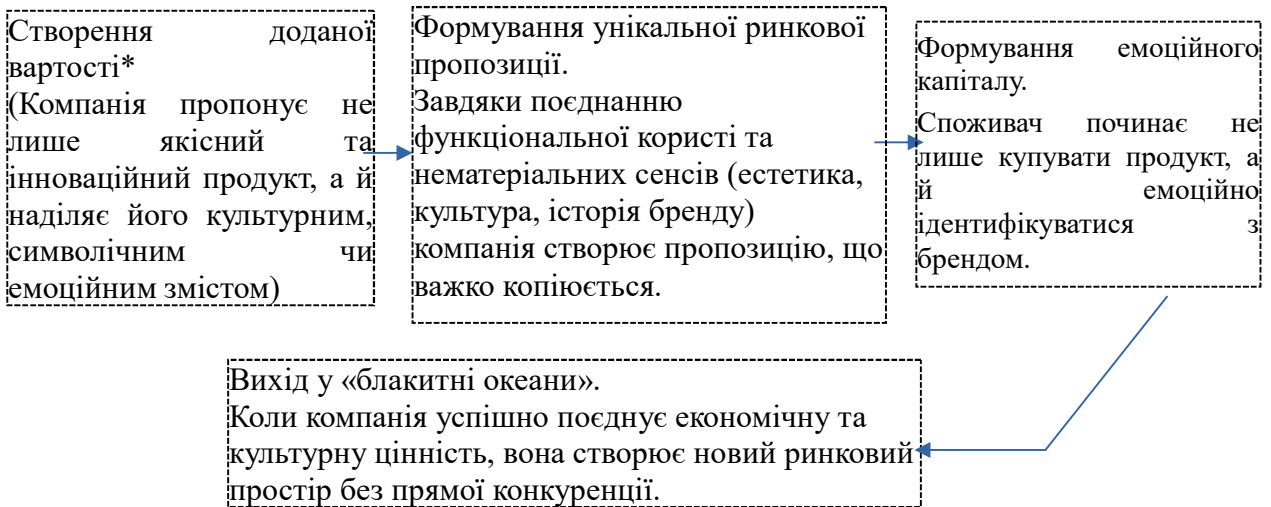 Створення доданої
вартості*
(Компанія пропонує не
лише якісний та
інноваційний продукт, а й
наділяє його культурним,
символічним чи
емоційним змістом)
Формування унікальної ринкової
пропозиції.
Завдяки поєднанню
функціональної користі та
нематеріальних сенсів (естетика,
культура, історія бренду)
компанія створює пропозицію, що
важко копіюється.
Формування емоційного
капіталу.
Споживач починає не
лише купувати продукт, а
й емоційно
ідентифікуватися з
брендом.
Вихід у «блакитні океани».
Коли компанія успішно поєднує економічну та
культурну цінність, вона створює новий ринковий
простір без прямої конкуренції.